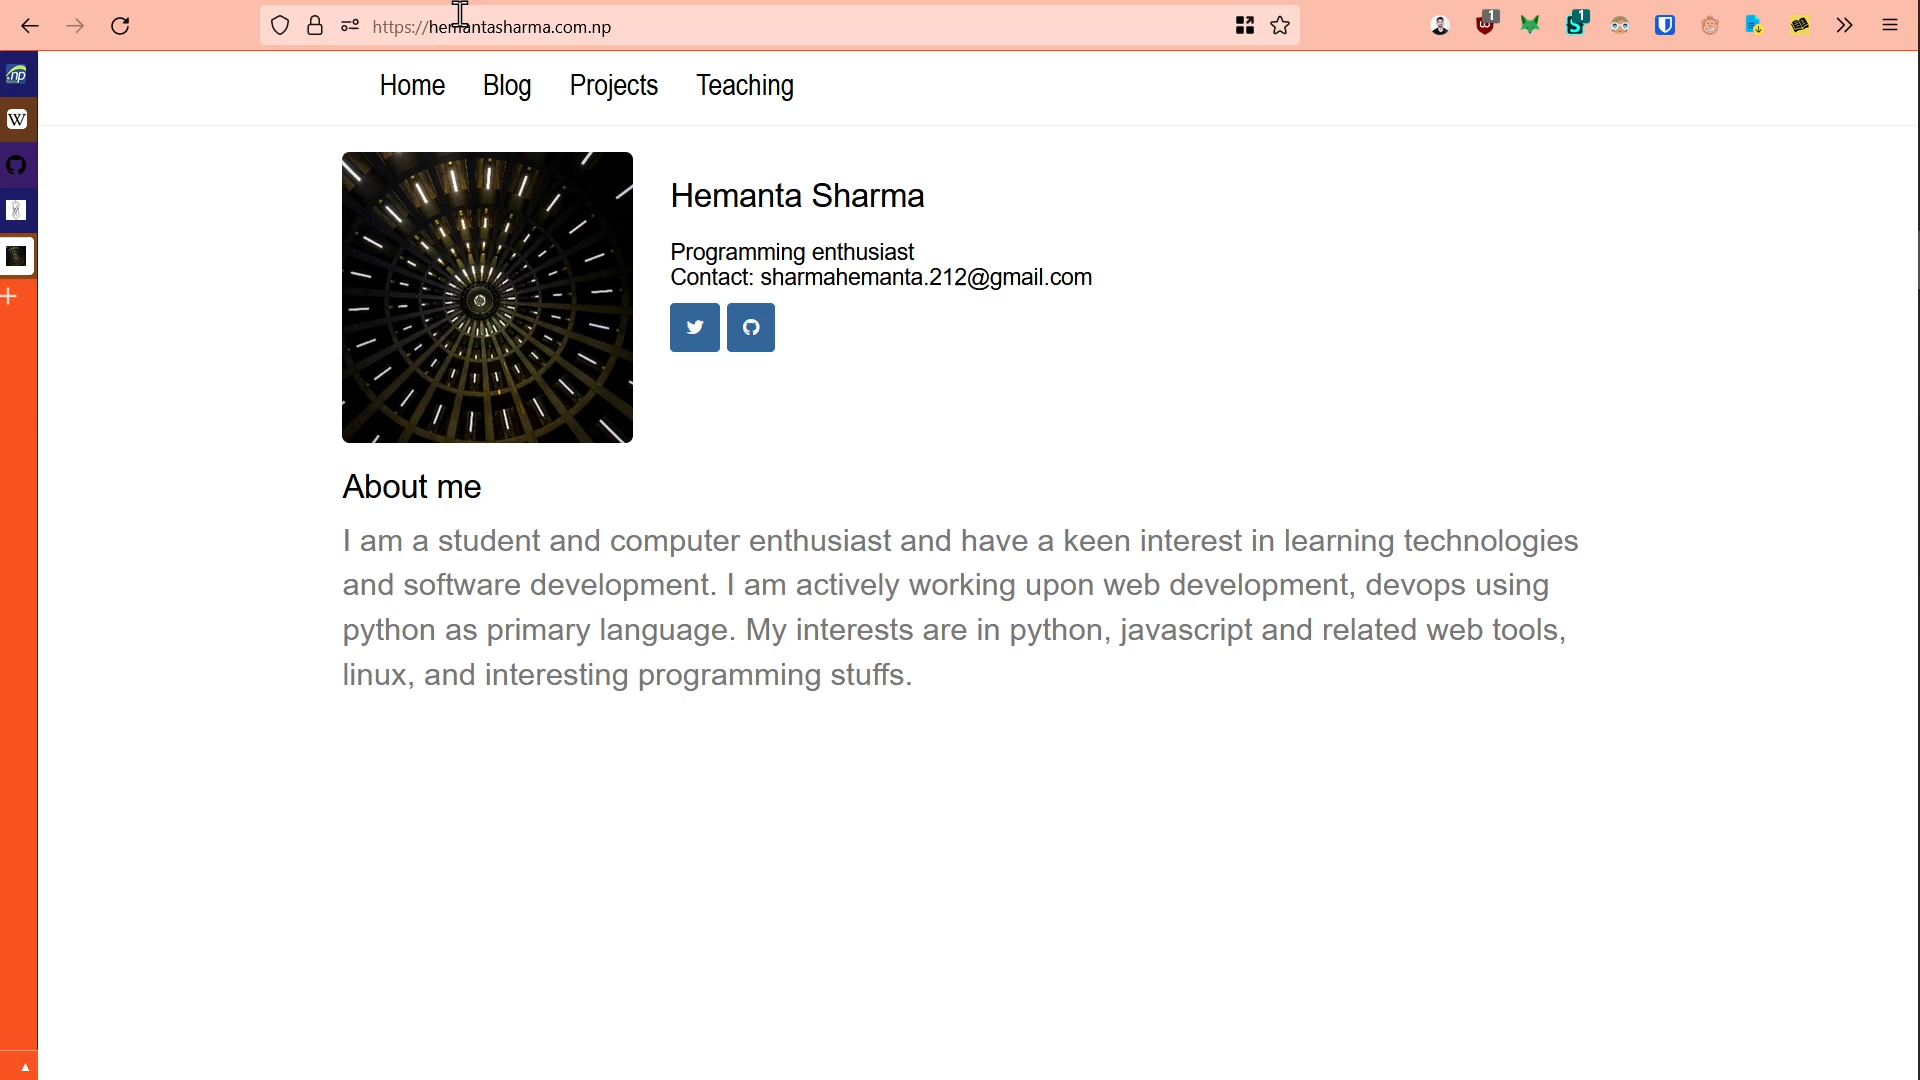 https://hemantasharma.com.np
1
S
1
.np
W
Home Blog Projects Teaching
Hemanta Sharma
Programming enthusiast
Contact: sharmahemanta.212@gmail.com
About me
I am a student and computer enthusiast and have a keen interest in learning technologies
and software development. I am actively working upon web development, devops using
python as primary language. My interests are in python, javascript and related web tools,
linux, and interesting programming stuffs.